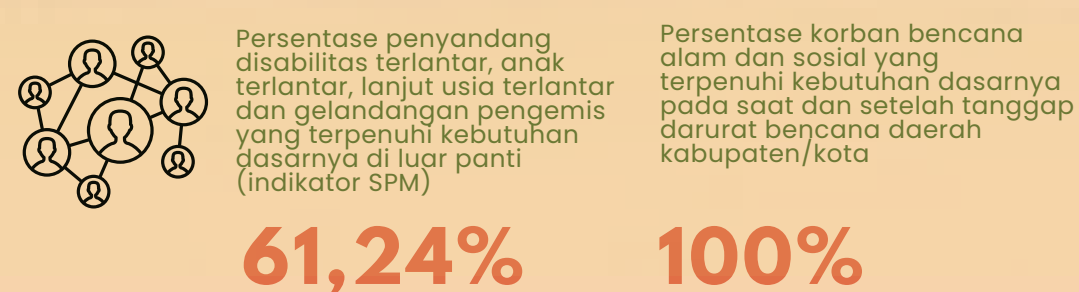 Persentase penyandang
disabilitas terlantar, anak
terlantar, lanjut usia terlantar
dan gelandangan pengemis
yang terpenuhi kebutuhan
dasarnya di luar panti
(indikator SPM)
61,24%
Persentase korban bencana
alam dan sosial yang
terpenuhi kebutuhan dasarnya
pada saat dan setelah tanggap
darurat bencana daerah
kabupaten/kota
100%